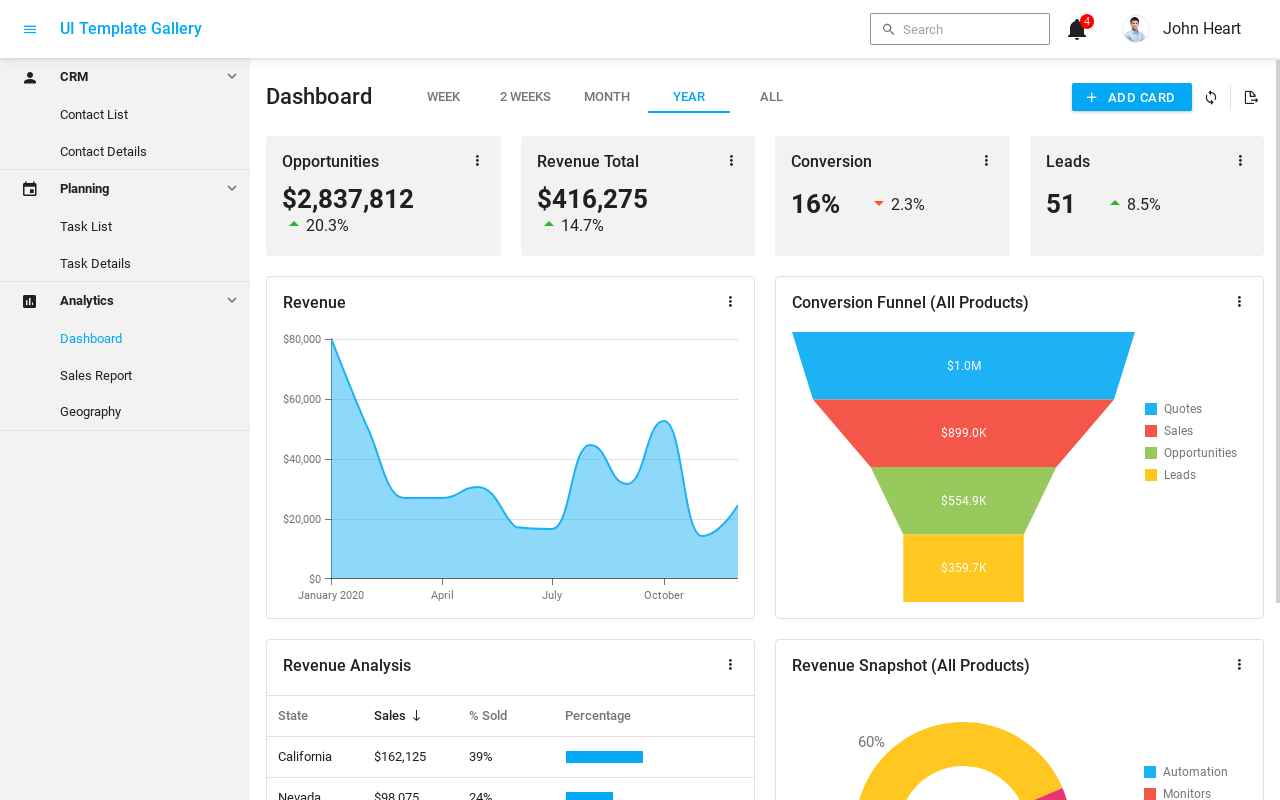 UI Template Gallery
Search
4
John Heart
CRM
Contact List
Contact Details
Planning
Task List
Task Details
Analytics
Dashboard
Sales Report
Geography
Dashboard
WEEK
2 WEEKS
MONTH
YEAR
ALL
ADD CARD
Opportunities
$2,837,812
20.3%
Revenue Total
$416,275
14.7%
Conversion
16%
2.3%
Leads
51
8.5%
Revenue
$80,000
$60,000
$40,000
$20,000
$0
January 2020
April
July
October
Conversion Funnel (All Products)
$1.0M
$899.0K
$554.9K
$359.7K
Quotes
Sales
Opportunities
Leads
Revenue Analysis
State
Sales
% Sold
Percentage
California
$162,125
39%
Nevada
$98,075
24%
Revenue Snapshot (All Products)
60%
Automation
Monitors